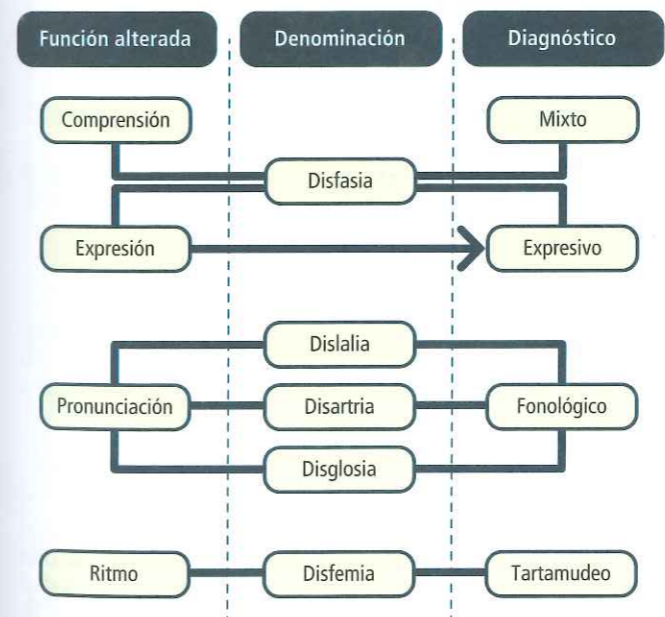 Función alterada
Denominación
Diagnóstico
Comprensión
Mixto
Disfasia
Expresión
Expresivo
Dislalia
Pronunciación
Disartria
Fonológico
Disglosia
Ritmo
Disfemia
Tartamudeo